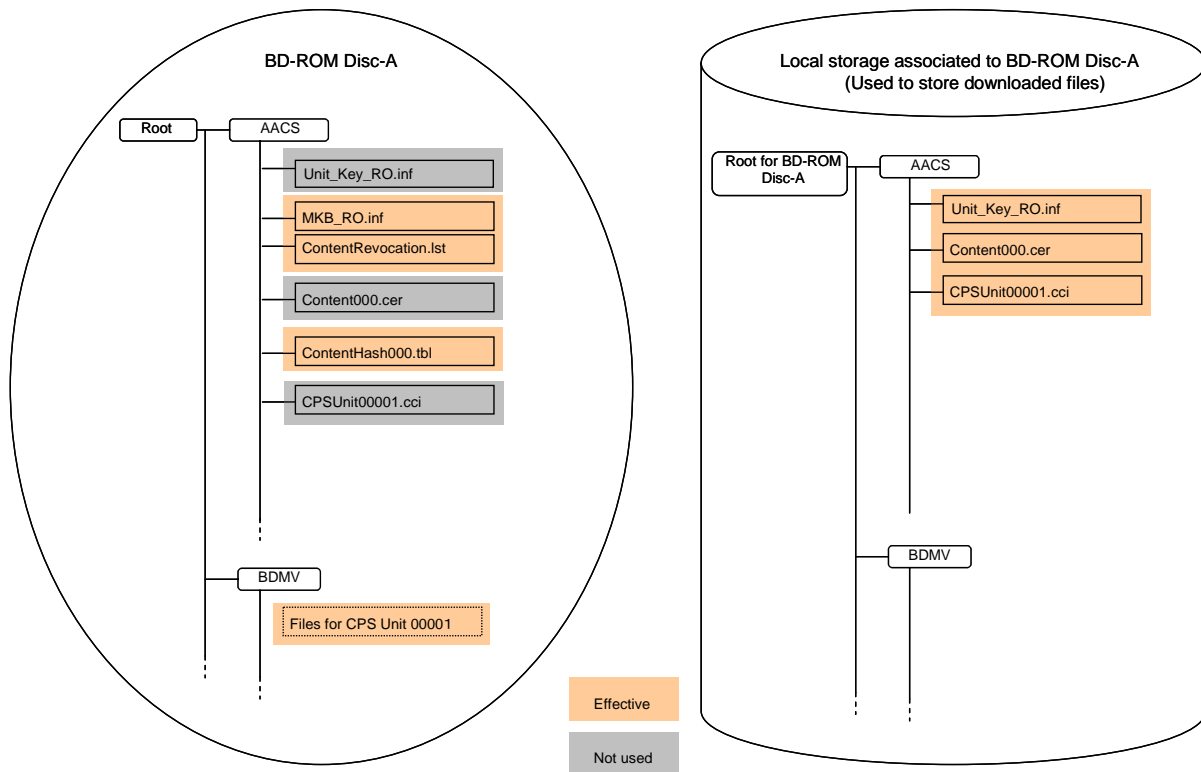 BD-ROM Disc-A
Root
AACS
Unit_Key_RO.inf
MKB_RO.inf
ContentRevocation.lst
Content000.cer
ContentHash000.tbl
CPSUnit00001.cci
BDMV
Files for CPS Unit 00001
Effective
Not used
Local storage associated to BD-ROM Disc-A
(Used to store downloaded files)
Root for BD-ROM
Disc-A
AACS
Unit_Key_RO.inf
Content000.cer
CPSUnit00001.cci
BDMV